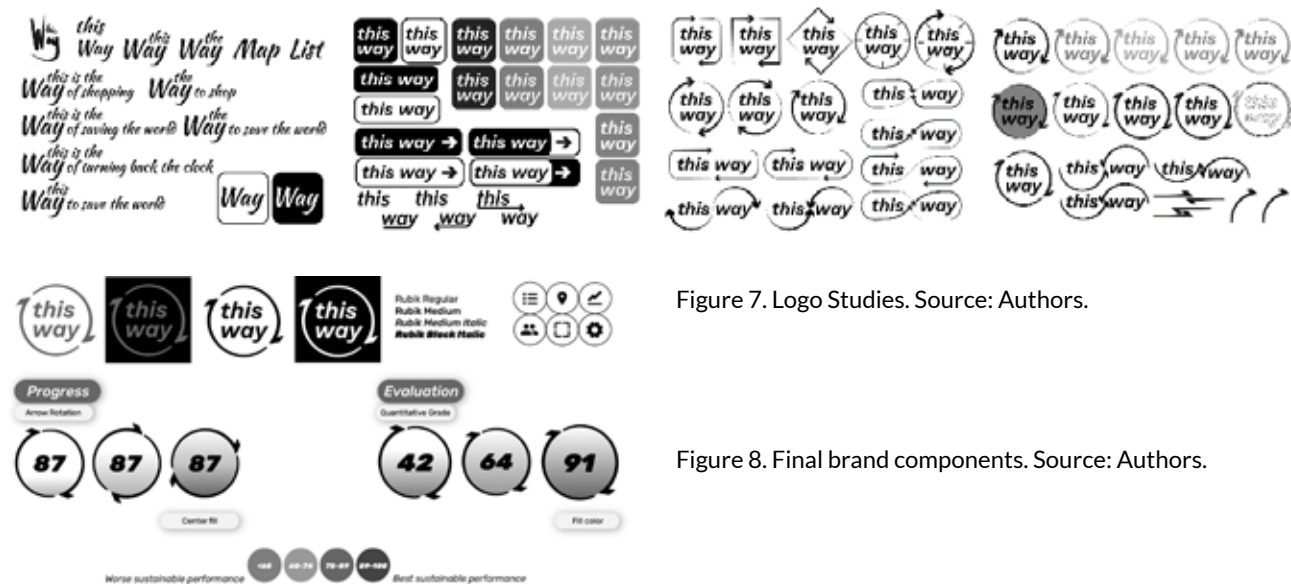 this
Way
Way
this
Way
the
Way
Map List
this is the
Way of shopping
the
Way to shop
this is the
Way of saving the world
the
Way to save the world
this is the
Way of turning back the clock
this
Way to save the world
Way Way
this way this way this way this way this way this way this way
this way this way this way this way this way
this way
this way
this way this way
this way this way
this way
this way
this way this way this way
this way this way this way this way this way
this way this way this way
this way
this way
this way
this way
this way this way
this way this way
this way this way this way this way this way
this way this way this way this way
this way this way this way
this way
this way this way this way this way
Rubik Regular
Rubik Medium
Rubik Medium Italic
Rubik Black Italic
Figure 7. Logo Studies. Source: Authors.
Progress
Arrow Rotation
87 87 87
Center fill
Evaluation
Quantitative Grade
42 64 91
Fill color
Figure 8. Final brand components. Source: Authors.
Worse sustainable performance
Best sustainable performance